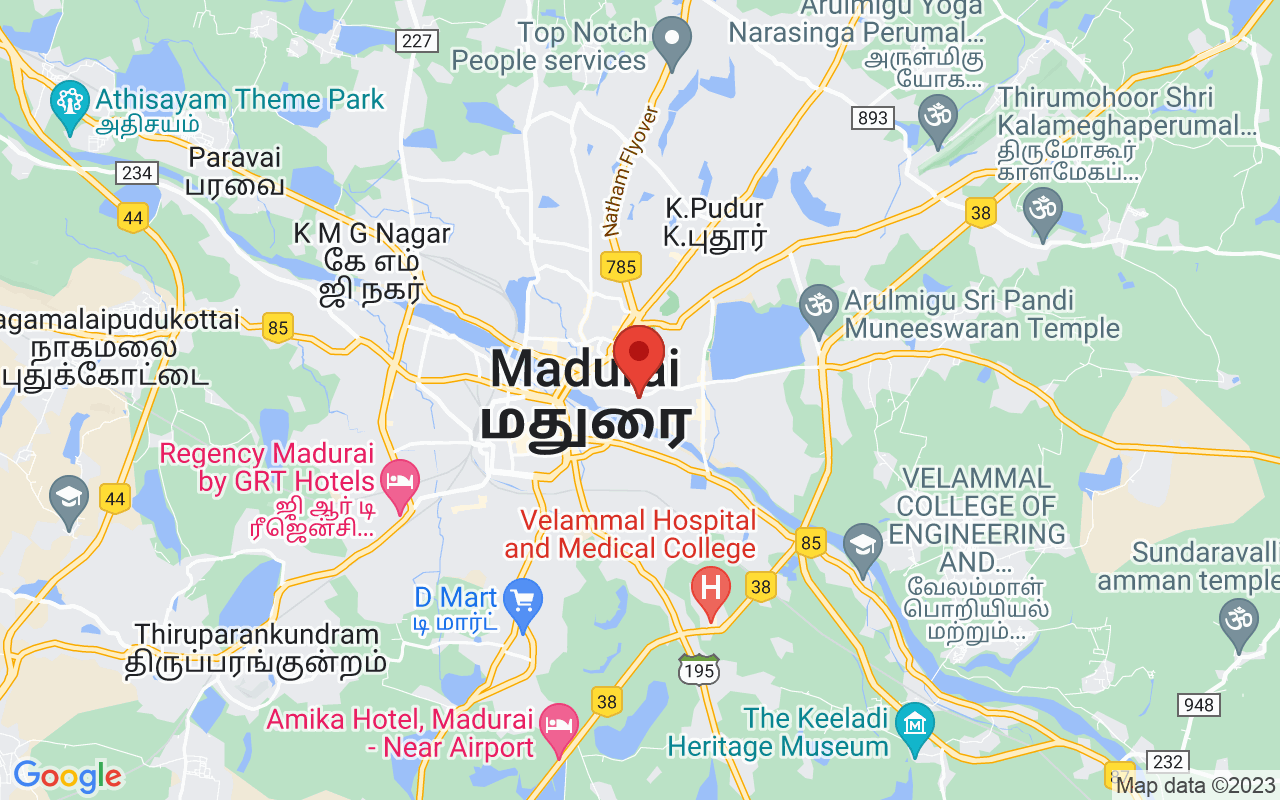 227
Top Notch
People services
Arulmigu Yoga
Narasinga Perumal...
அருள்மிகு
யோக...
Athisayam Theme Park
அதிசயம்
Thirumohoor Shri
Kalameghaperumal...
திருமோகூர்
காளமேகப்...
893
Natham Flyover
Paravai
பரவை
234
44
K.Pudur
K.புதூர்
38
K M G Nagar
கே எம்
ஜி நகர்
785
Arulmigu Sri Pandi
Muneeswaran Temple
agamalaipudukottai
நாகமலை
புதுக்கோட்டை
85
Madurai
மதுரை
Regency Madurai
by GRT Hotels
ஜி ஆர் டி
ரீஜென்சி...
44
VELAMMAL
COLLEGE OF
ENGINEERING
AND...
வேலம்மாள்
பொறியியல்
மற்றும்...
Velammal Hospital
and Medical College
H
85
38
Sundaravalli
amman temple
D Mart
டி மார்ட்
Thiruparankundram
திருப்பரங்குன்றம்
195
38
Amika Hotel, Madurai
- Near Airport
The Keeladi
Heritage Museum
948
232
Google
Map data ©2023